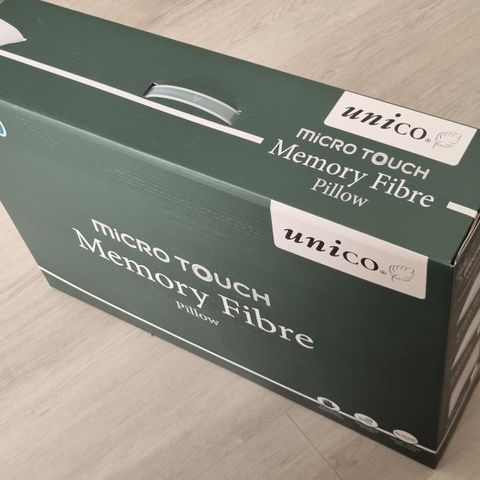 unico®
MiCRO TOUCH
Memory Fibre
Pillow
unico®
MiCRO TOUCH
Memory Fibre
Pillow